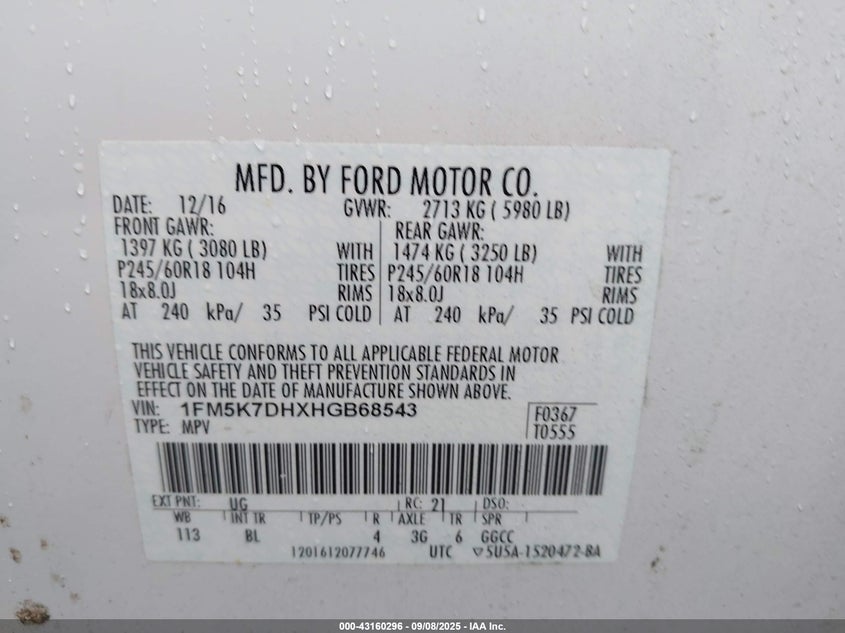 MFD. BY FORD MOTOR CO.
DATE: 12/16 GVWR: 2713 KG ( 5980 LB)
FRONT GAWR: REAR GAWR:
1397 KG ( 3080 LB) WITH 1474 KG ( 3250 LB) WITH
P245/60R18 104H TIRES P245/60R18 104H TIRES
18x8.0J RIMS 18x8.0J RIMS
AT 240 kPa/ 35 PSI COLD AT 240 kPa/ 35 PSI COLD
THIS VEHICLE CONFORMS TO ALL APPLICABLE FEDERAL MOTOR
VEHICLE SAFETY AND THEFT PREVENTION STANDARDS IN
EFFECT ON THE DATE OF MANUFACTURE SHOWN ABOVE.
VIN: 1FM5K7DHXHGB68543 F0367
TYPE: MPV T0555
EXT PNT: UG RC: 21 DSO:
WB INT TR TP/PS R AXLE TR SPR
113 BL 4 3G 6 GGCC
1201612077746 UTC ▽5U5A-1520472-BA
000-43160296 - 09/08/2025 - IAA Inc.